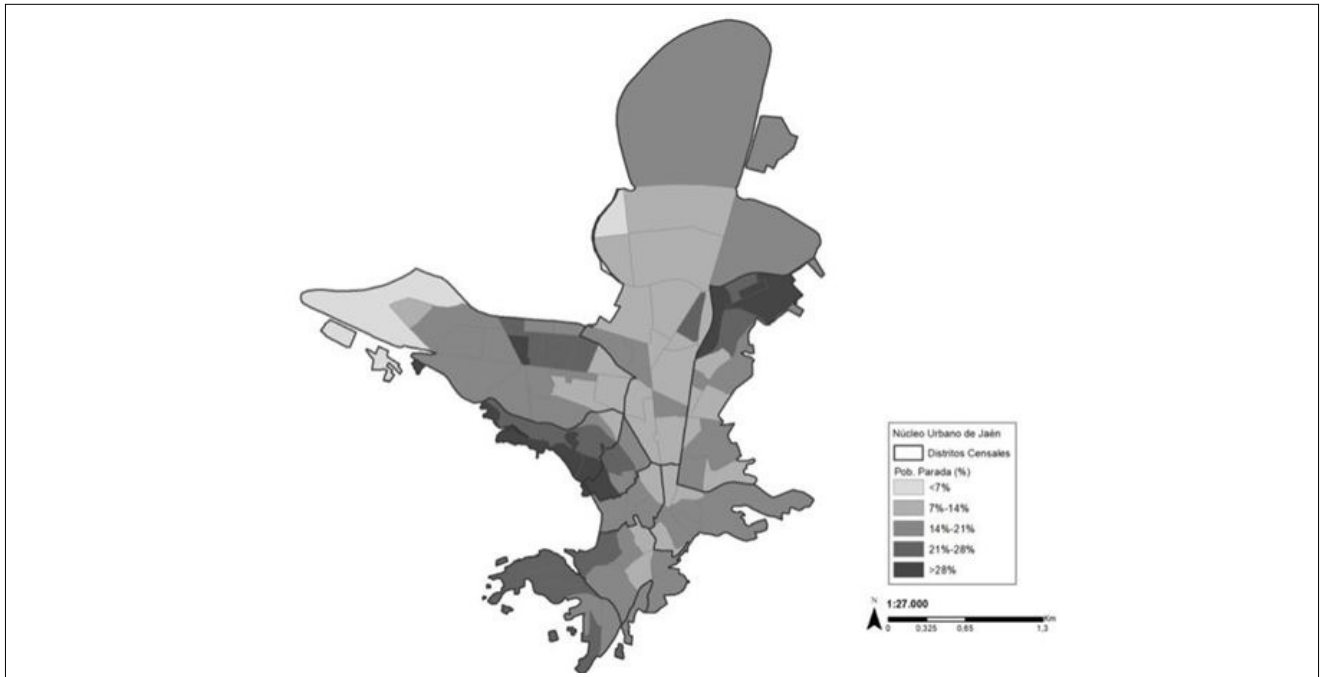 Núcleo Urbano de Jaén
Distritos Censales
Pob. Parada (%)
<7%
7%-14%
14%-21%
21%-28%
>28%
N
1:27.000
Km
0 0,325 0,65 1,3